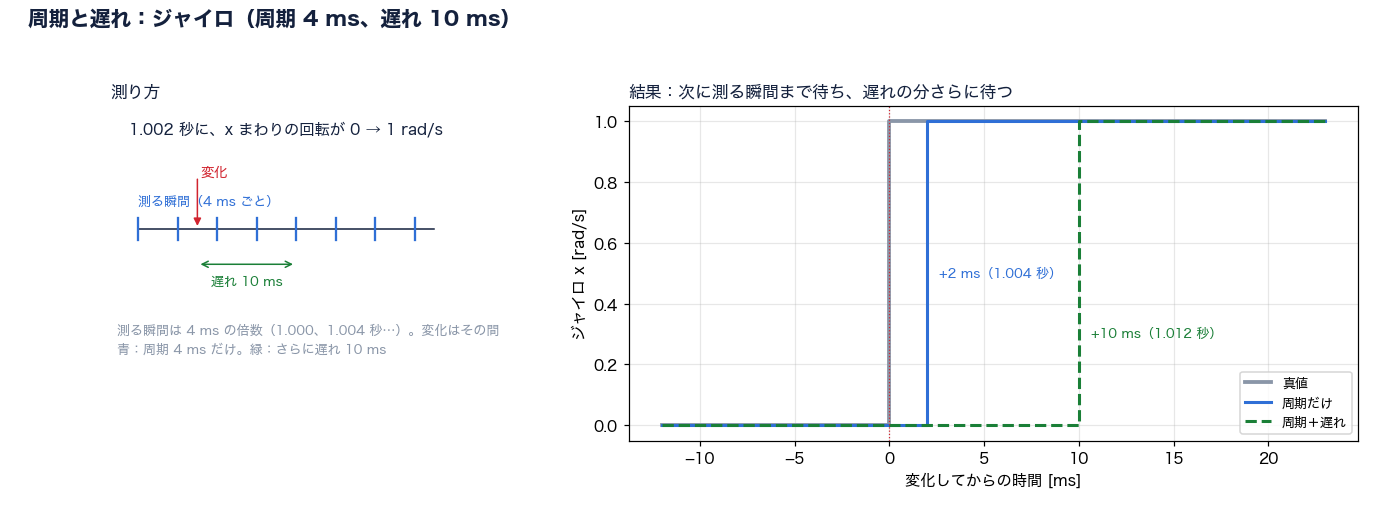 周期と遅れ：ジャイロ（周期 4 ms、遅れ 10 ms）
測り方
1.002 秒に、x まわりの回転が 0 → 1 rad/s
変化
測る瞬間（4 ms ごと）
遅れ 10 ms
測る瞬間は 4 ms の倍数（1.000、1.004 秒…）。変化はその間
青：周期 4 ms だけ。緑：さらに遅れ 10 ms
結果：次に測る瞬間まで待ち、遅れの分さらに待つ
ジャイロ x [rad/s]
1.0
0.8
0.6
0.4
0.2
0.0
+2 ms（1.004 秒）
+10 ms（1.012 秒）
真値
周期だけ
周期＋遅れ
−10 −5 0 5 10 15 20
変化してからの時間 [ms]